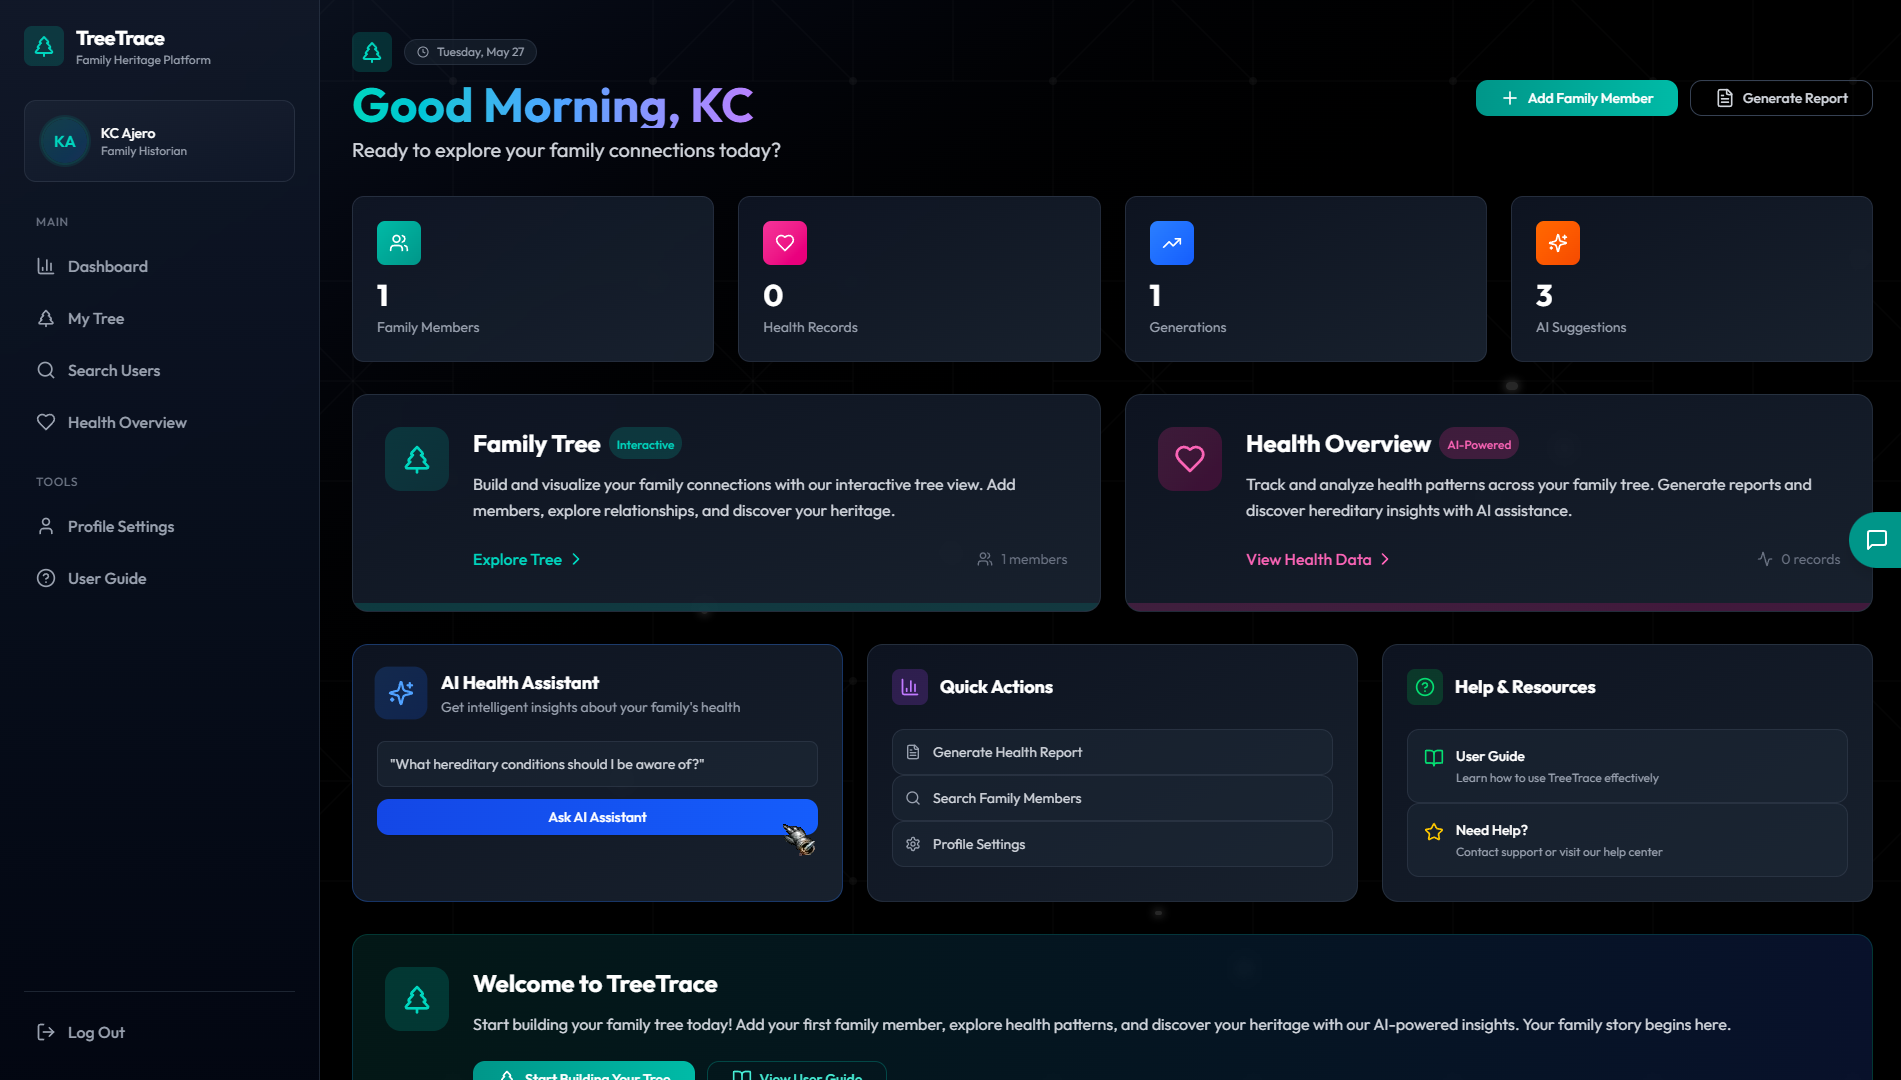 TreeTrace
Family Heritage Platform
KA
KC Ajero
Family Historian
MAIN
Dashboard
My Tree
Search Users
Health Overview
TOOLS
Profile Settings
User Guide
Log Out
Tuesday, May 27
Good Morning, KC
Ready to explore your family connections today?
Add Family Member
Generate Report
1
Family Members
0
Health Records
1
Generations
3
AI Suggestions
Family Tree
Interactive
Build and visualize your family connections with our interactive tree view. Add
members, explore relationships, and discover your heritage.
Explore Tree
1 members
Health Overview
AI-Powered
Track and analyze health patterns across your family tree. Generate reports and
discover hereditary insights with AI assistance.
View Health Data
0 records
AI Health Assistant
Get intelligent insights about your family's health
"What hereditary conditions should I be aware of?"
Ask AI Assistant
Quick Actions
Generate Health Report
Search Family Members
Profile Settings
Help & Resources
User Guide
Learn how to use TreeTrace effectively
Need Help?
Contact support or visit our help center
Welcome to TreeTrace
Start building your family tree today! Add your first family member, explore health patterns, and discover your heritage with our AI-powered insights. Your family story begins here.
Start Building Your Tree
View User Guide